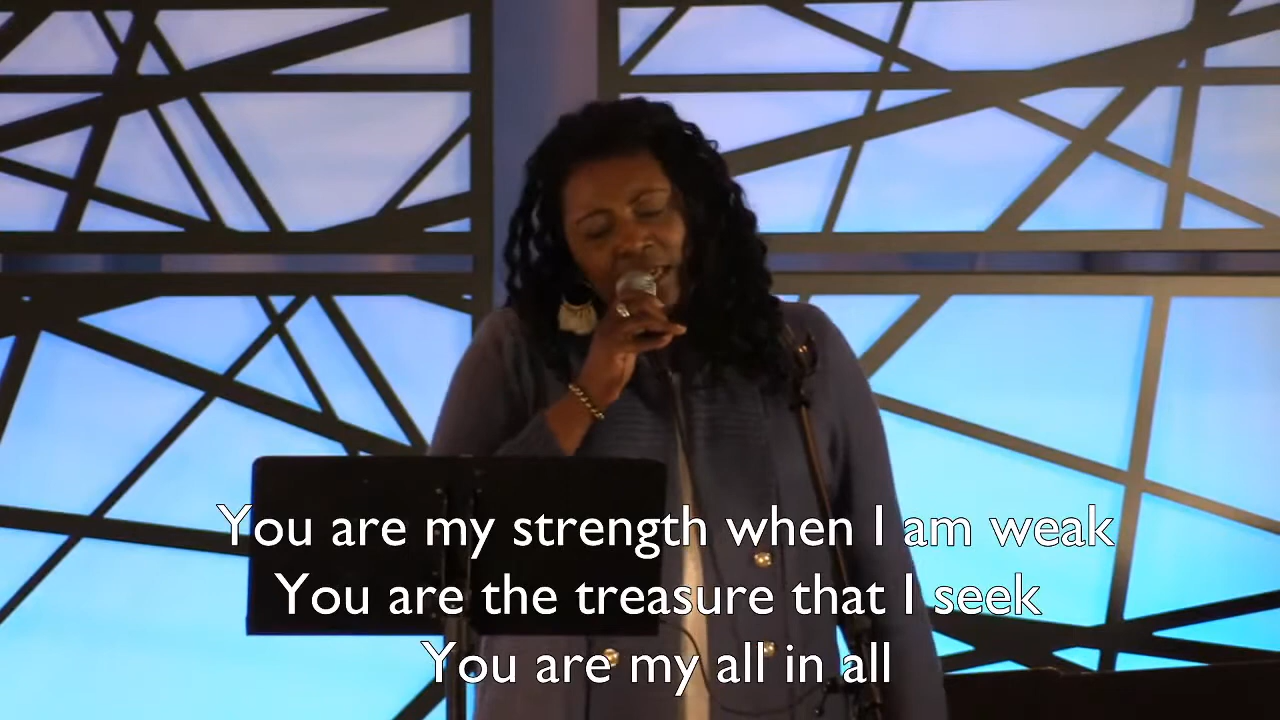 You are my strength when I am weak
You are the treasure that I seek
You are my all in all